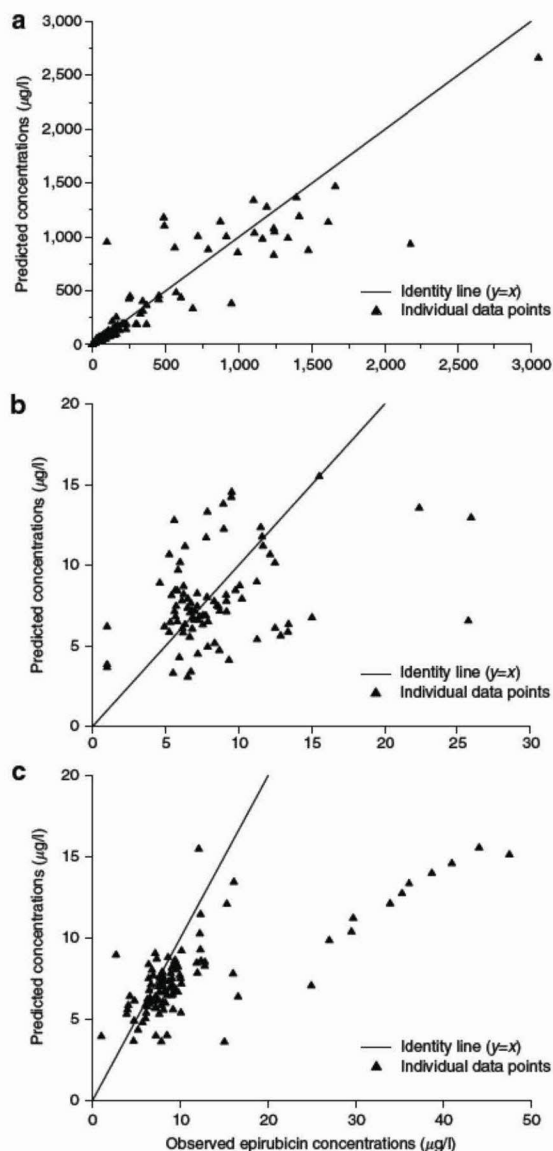 a
3,000
2,500
2,000
1,500
1,000
500
0
Predicted concentrations (µg/l)
Identity line (y=x)
Individual data points
0 500 1,000 1,500 2,000 2,500 3,000
b
20
15
10
5
0
Predicted concentrations (µg/l)
Identity line (y=x)
Individual data points
0 5 10 15 20 25 30
c
20
15
10
5
0
Predicted concentrations (µg/l)
Identity line (y=x)
Individual data points
0 10 20 30 40 50
Observed epirubicin concentrations (µg/l)